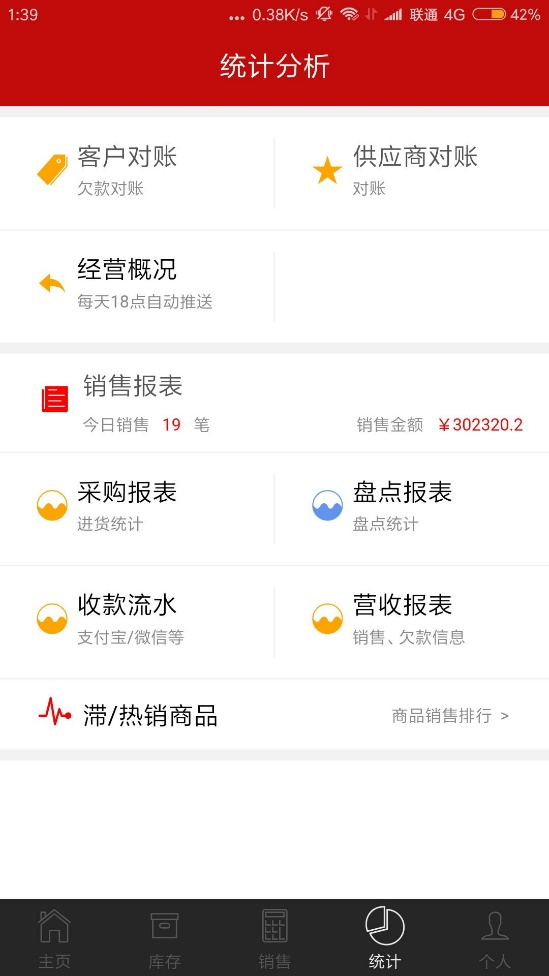 1:39 ... 0.38K/s 联通 4G 42%
统计分析
客户对账
欠款对账
供应商对账
对账
经营概况
每天18点自动推送
销售报表
今日销售 19 笔 销售金额 ￥302320.2
采购报表
进货统计
盘点报表
盘点统计
收款流水
支付宝/微信等
营收报表
销售、欠款信息
滞/热销商品 商品销售排行 >
主页 库存 销售 统计 个人